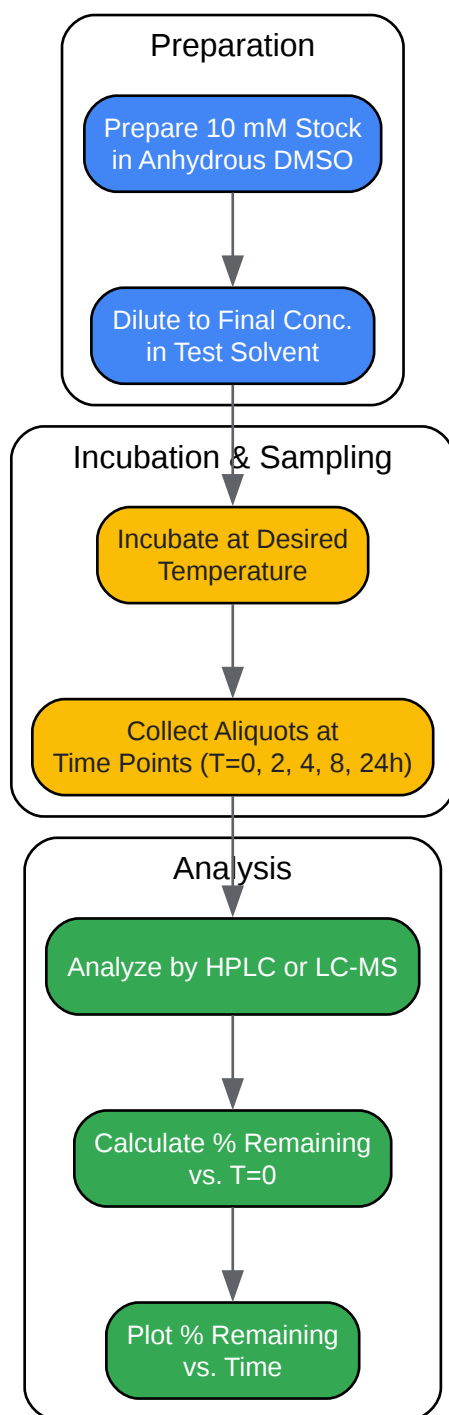 Preparation
Prepare 10 mM Stock
in Anhydrous DMSO
Dilute to Final Conc.
in Test Solvent
Incubation & Sampling
Incubate at Desired
Temperature
Collect Aliquots at
Time Points (T=0, 2, 4, 8, 24h)
Analysis
Analyze by HPLC or LC-MS
Calculate % Remaining
vs. T=0
Plot % Remaining
vs. Time